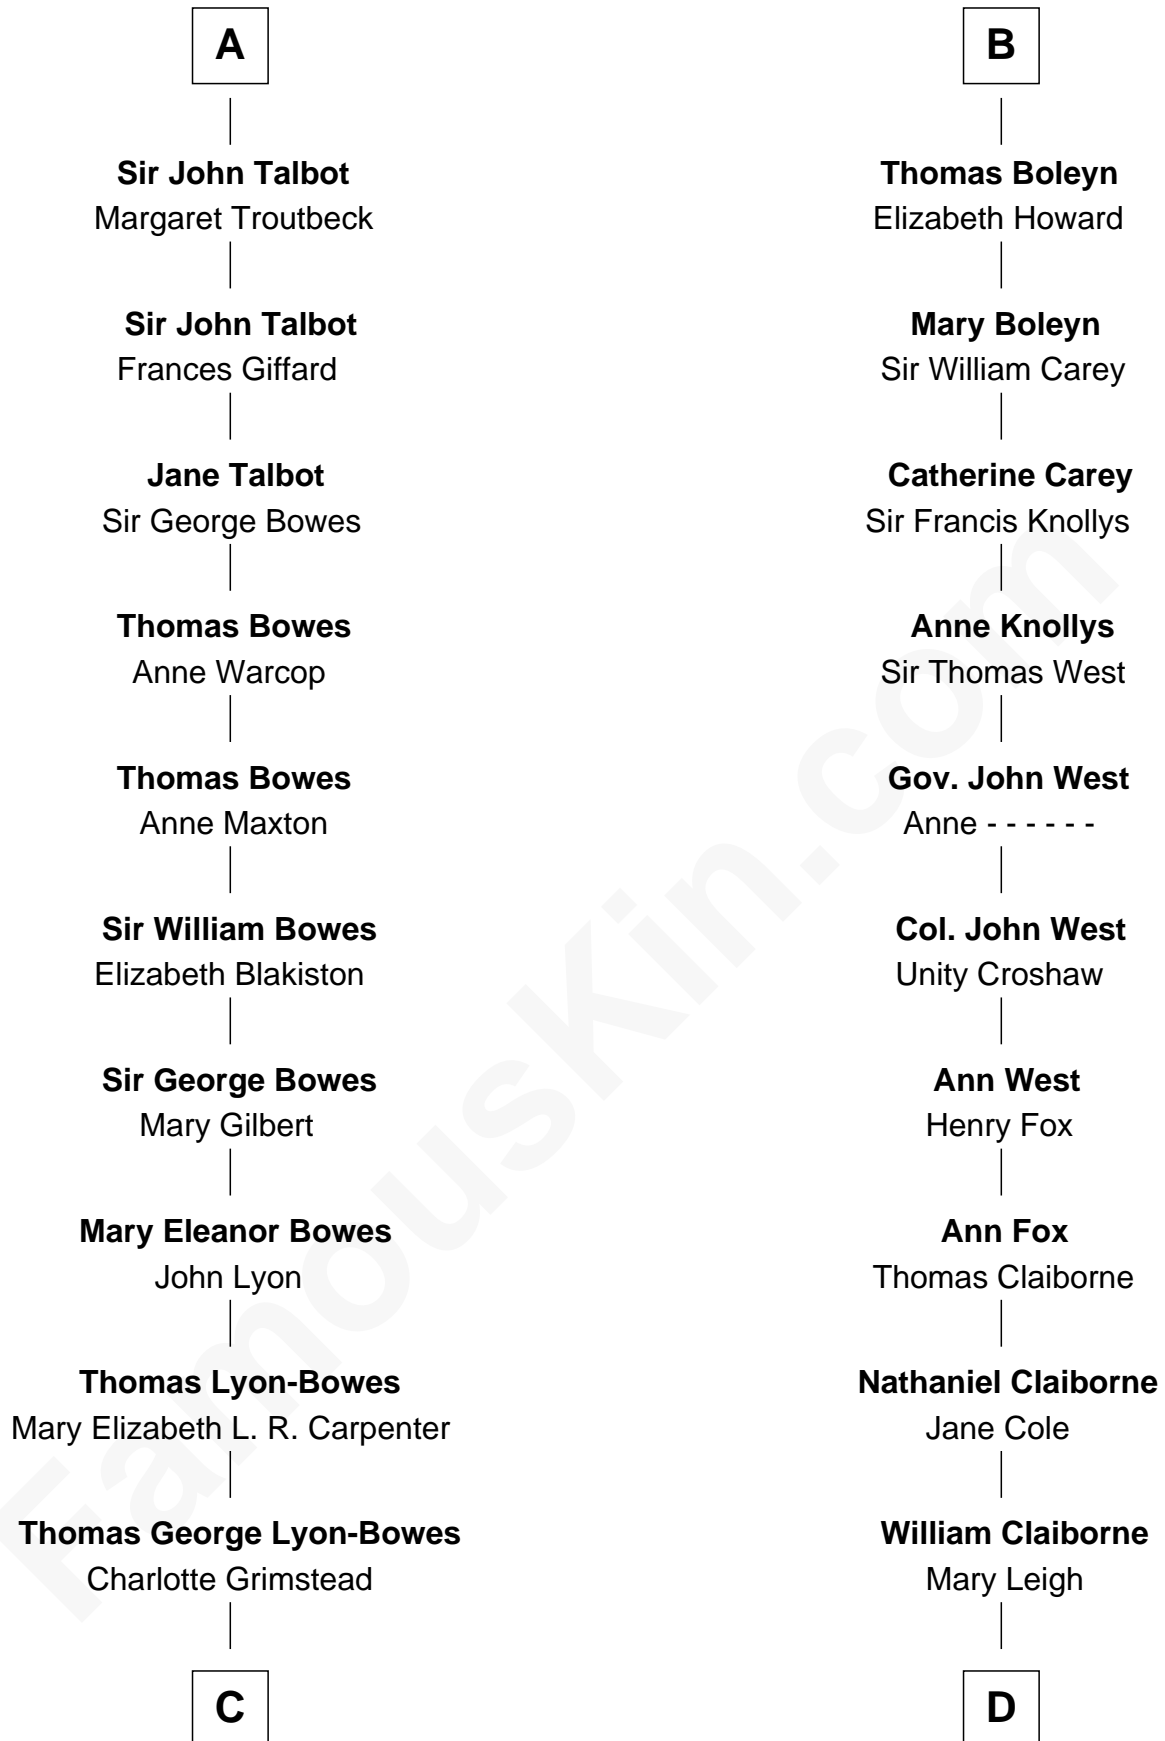 A
Sir John Talbot
Margaret Troutbeck
Sir John Talbot
Frances Giffard
Jane Talbot
Sir George Bowes
Thomas Bowes
Anne Warcop
Thomas Bowes
Anne Maxton
Sir William Bowes
Elizabeth Blakiston
Sir George Bowes
Mary Gilbert
Mary Eleanor Bowes
John Lyon
Thomas Lyon-Bowes
Mary Elizabeth L. R. Carpenter
Thomas George Lyon-Bowes
Charlotte Grimstead
C
B
Thomas Boleyn
Elizabeth Howard
Mary Boleyn
Sir William Carey
Catherine Carey
Sir Francis Knollys
Anne Knollys
Sir Thomas West
Gov. John West
Anne - - - - - -
Col. John West
Unity Croshaw
Ann West
Henry Fox
Ann Fox
Thomas Claiborne
Nathaniel Claiborne
Jane Cole
William Claiborne
Mary Leigh
D
FamousKin.com